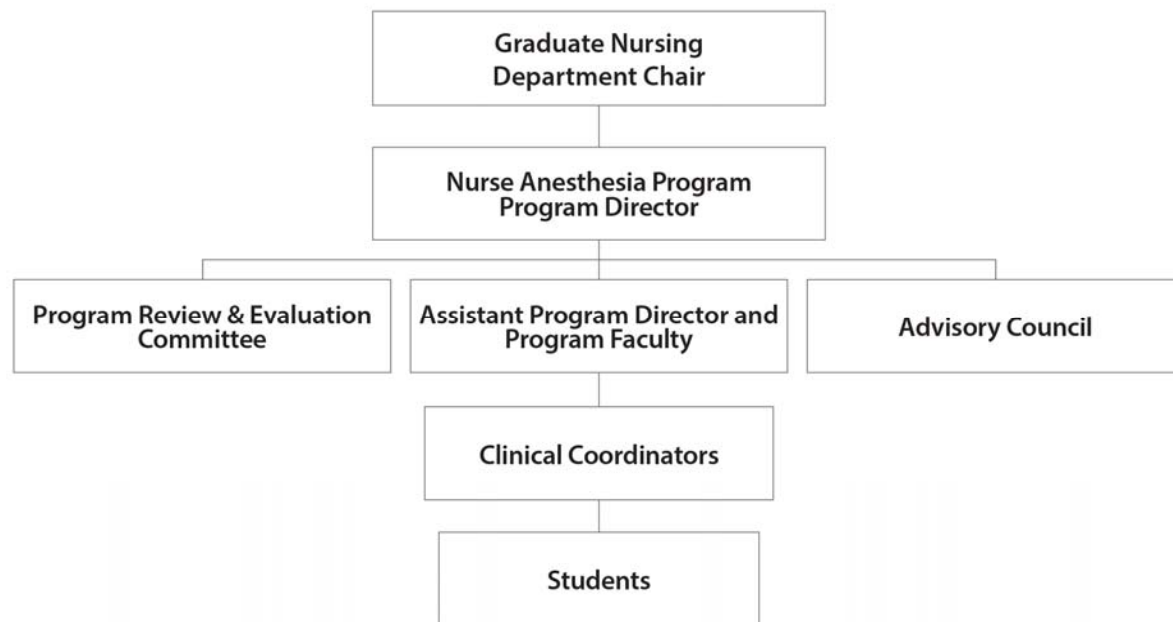 Graduate Nursing
Department Chair
Nurse Anesthesia Program
Program Director
Program Review & Evaluation
Committee
Assistant Program Director and
Program Faculty
Advisory Council
Clinical Coordinators
Students